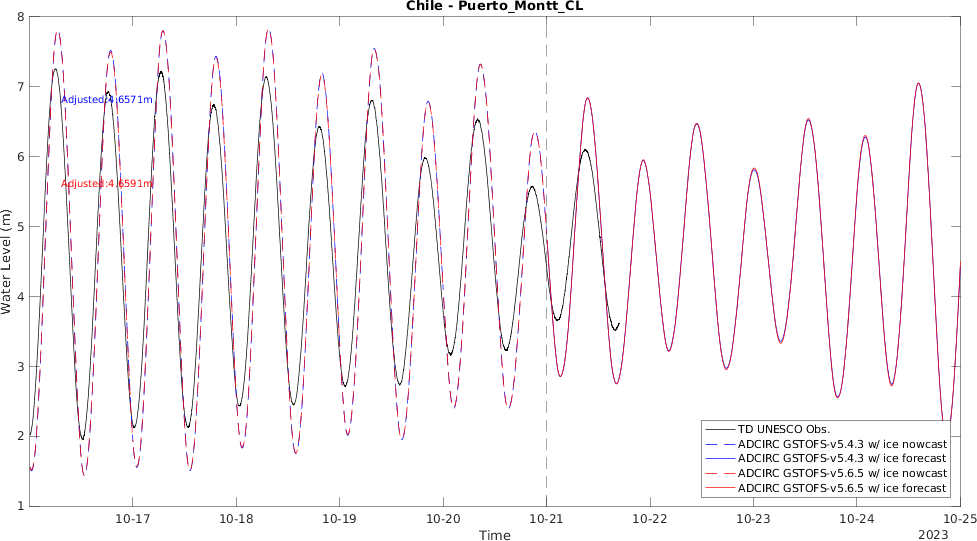 Chile - Puerto_Montt_CL
8
7
6
5
4
3
2
1
Water Level (m)
Adjusted:4.6571m
Adjusted:4.6591m
TD UNESCO Obs.
ADCIRC GSTOFS-v5.4.3 w/ ice nowcast
ADCIRC GSTOFS-v5.4.3 w/ ice forecast
ADCIRC GSTOFS-v5.6.5 w/ ice nowcast
ADCIRC GSTOFS-v5.6.5 w/ ice forecast
10-17 10-18 10-19 10-20 10-21 10-22 10-23 10-24 10-25
Time
2023